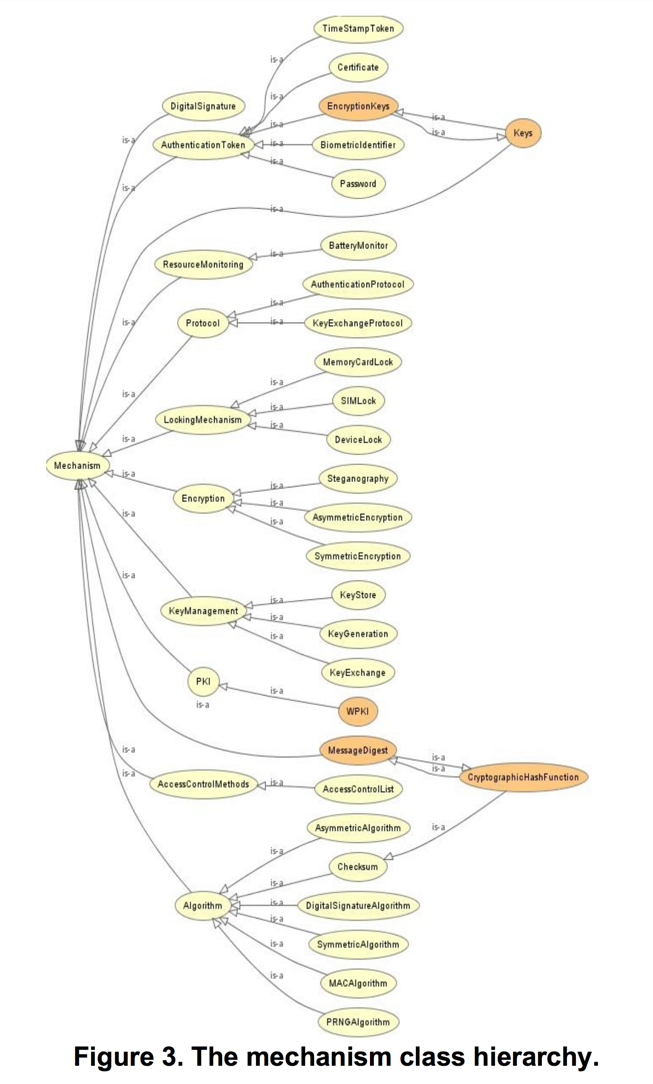 TimeStampToken
is-a
Certificate
is-a
DigitalSignature
EncryptionKeys
is-a
is-a
is-a
Keys
is-a
AuthenticationToken
is-a
BiometricIdentifier
is-a
is-a
Password
is-a
BatteryMonitor
ResourceMonitoring
is-a
AuthenticationProtocol
is-a
is-a
Protocol
is-a
KeyExchangeProtocol
MemoryCardLock
is-a
is-a
SIMLock
is-a
LockingMechanism
is-a
is-a
DeviceLock
Mechanism
is-a
Steganography
is-a
Encryption
is-a
AsymmetricEncryption
is-a
is-a
SymmetricEncryption
is-a
KeyStore
is-a
KeyManagement
is-a
KeyGeneration
is-a
KeyExchange
PKI
is-a
is-a
WPKI
is-a
MessageDigest
is-a
is-a
CryptographicHashFunction
is-a
AccessControlMethods
is-a
AccessControlList
AsymmetricAlgorithm
is-a
is-a
Checksum
is-a
Algorithm
is-a
DigitalSignatureAlgorithm
is-a
SymmetricAlgorithm
is-a
MACAlgorithm
is-a
PRNGAlgorithm
Figure 3. The mechanism class hierarchy.